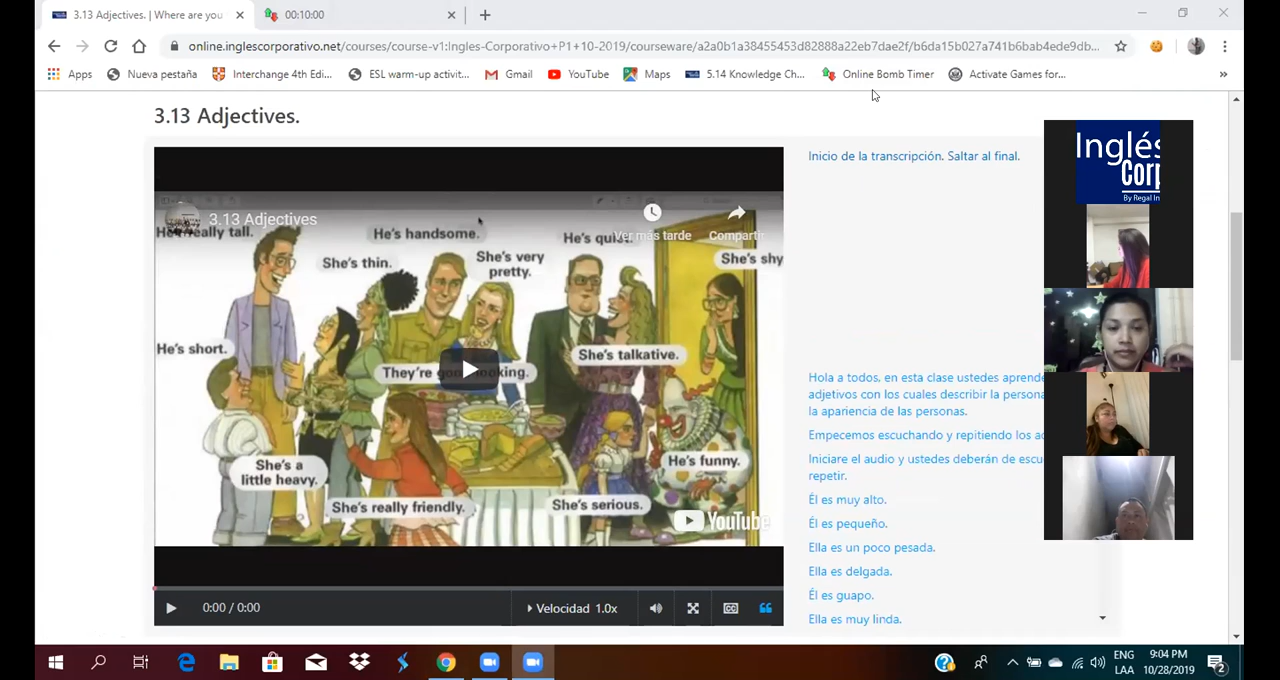 3.13 Adjectives. | Where are you
00:10:00
online.inglescorporativo.net/courses/course-v1:Ingles-Corporativo+P1+10-2019/courseware/a2a0b1a38455453d82888a22eb7dae2f/b6da15b027a741b6bab4ede9db...
Apps
Nueva pestaña
Interchange 4th Edi...
ESL warm-up activit...
Gmail
YouTube
Maps
5.14 Knowledge Ch...
Online Bomb Timer
Activate Games for...
»
3.13 Adjectives.
3.13 Adjectives
Ver más tarde
Compartir
He's really tall.
He's handsome.
He's quiet.
She's thin.
She's very
pretty.
She's shy
He's short.
They're good looking.
She's talkative.
She's a
little heavy.
He's funny.
She's really friendly.
She's serious.
YouTube
0:00 / 0:00
Velocidad 1.0x
CC
Inicio de la transcripción. Saltar al final.
Hola a todos, en esta clase ustedes aprende
adjetivos con los cuales describir la persona
la apariencia de las personas.
Empecemos escuchando y repitiendo los ad
Iniciare el audio y ustedes deberán de escu
repetir.
Él es muy alto.
Él es pequeño.
Ella es un poco pesada.
Ella es delgada.
Él es guapo.
Ella es muy linda.
Inglés
Corp
By Regal In
ENG
LAA
9:04 PM
10/28/2019
2